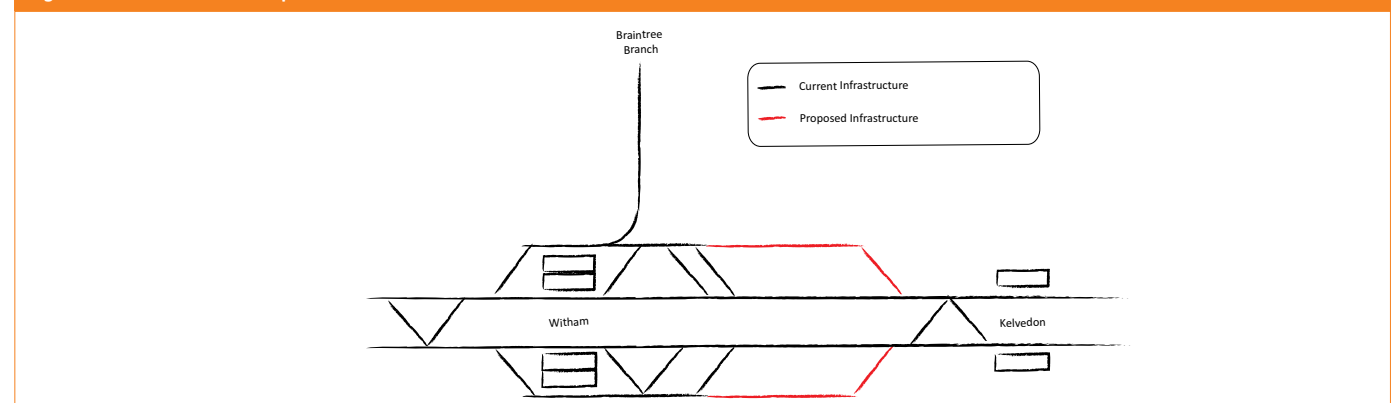 Braintree
Branch
Current Infrastructure
Proposed Infrastructure
Witham
Kelvedon